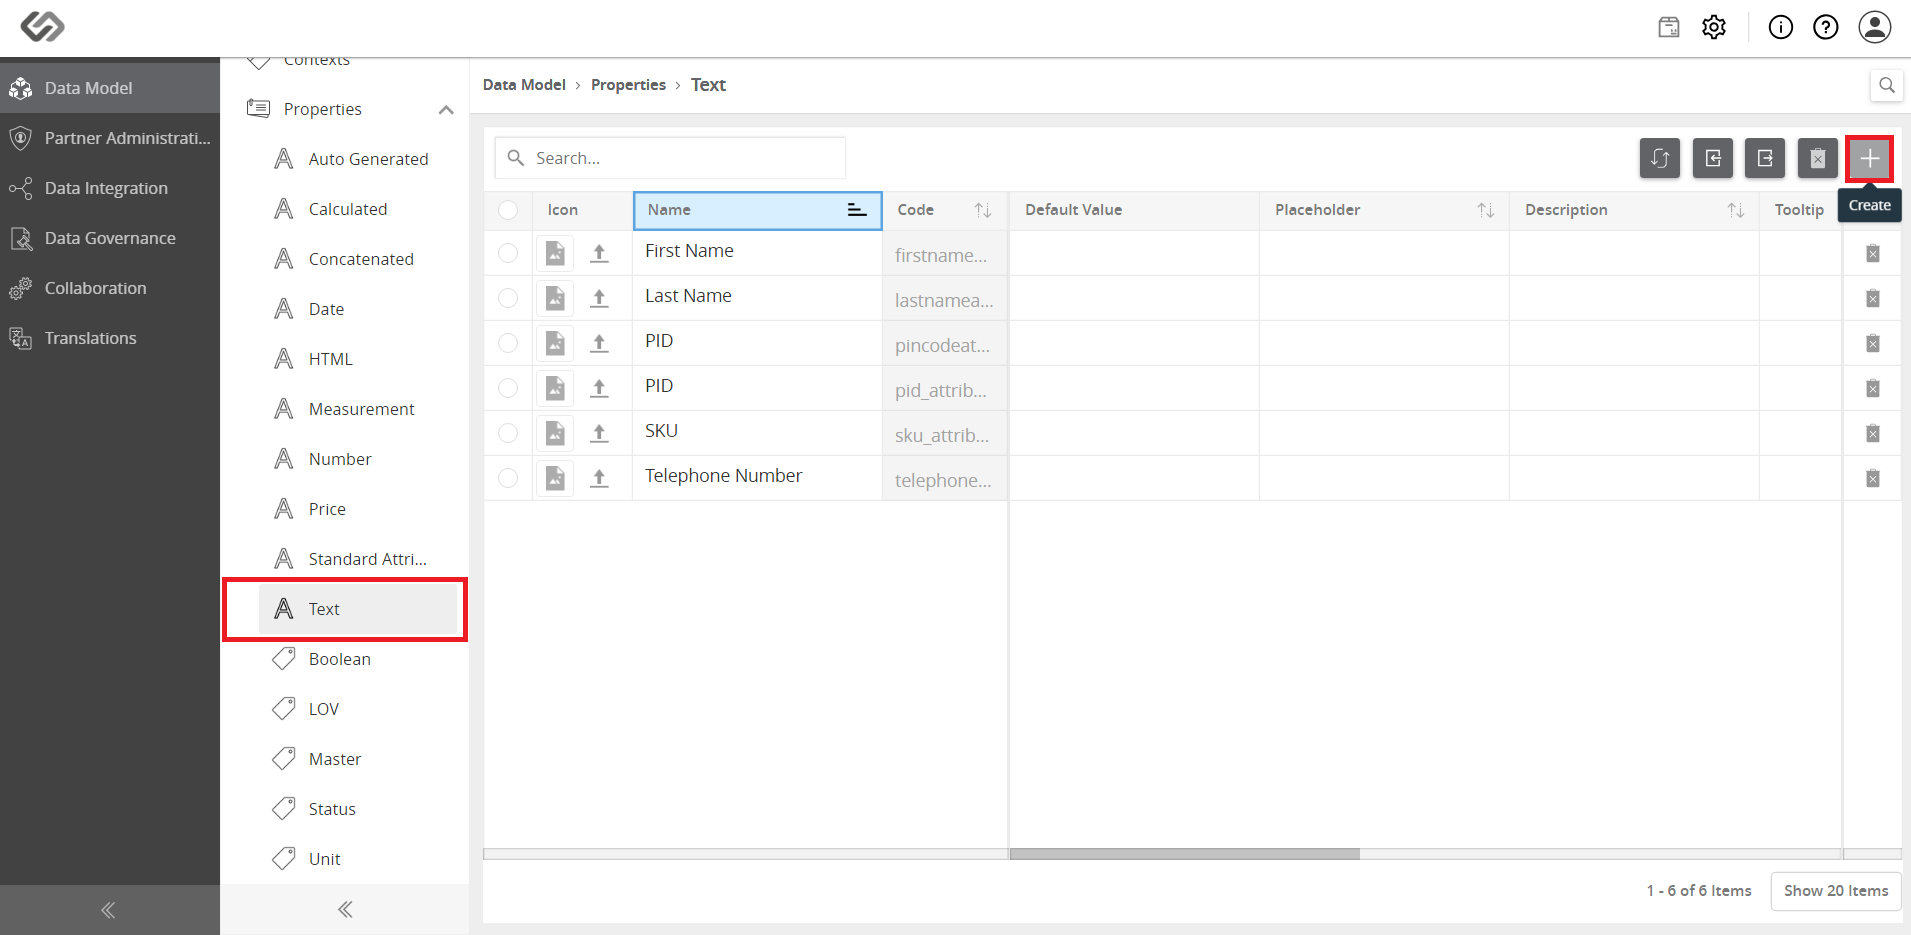 Contexts
Data Model
Partner Administrati...
Data Integration
Data Governance
Collaboration
Translations
Properties
Auto Generated
Calculated
Concatenated
Date
HTML
Measurement
Number
Price
Standard Attri...
Text
Boolean
LOV
Master
Status
Unit
Data Model > Properties > Text
Search...
Create
Icon Name Code Default Value Placeholder Description Tooltip
First Name firstname...
Last Name lastnamea...
PID pincodeat...
PID pid_attrib...
SKU sku_attrib...
Telephone Number telephone...
1 - 6 of 6 Items Show 20 Items